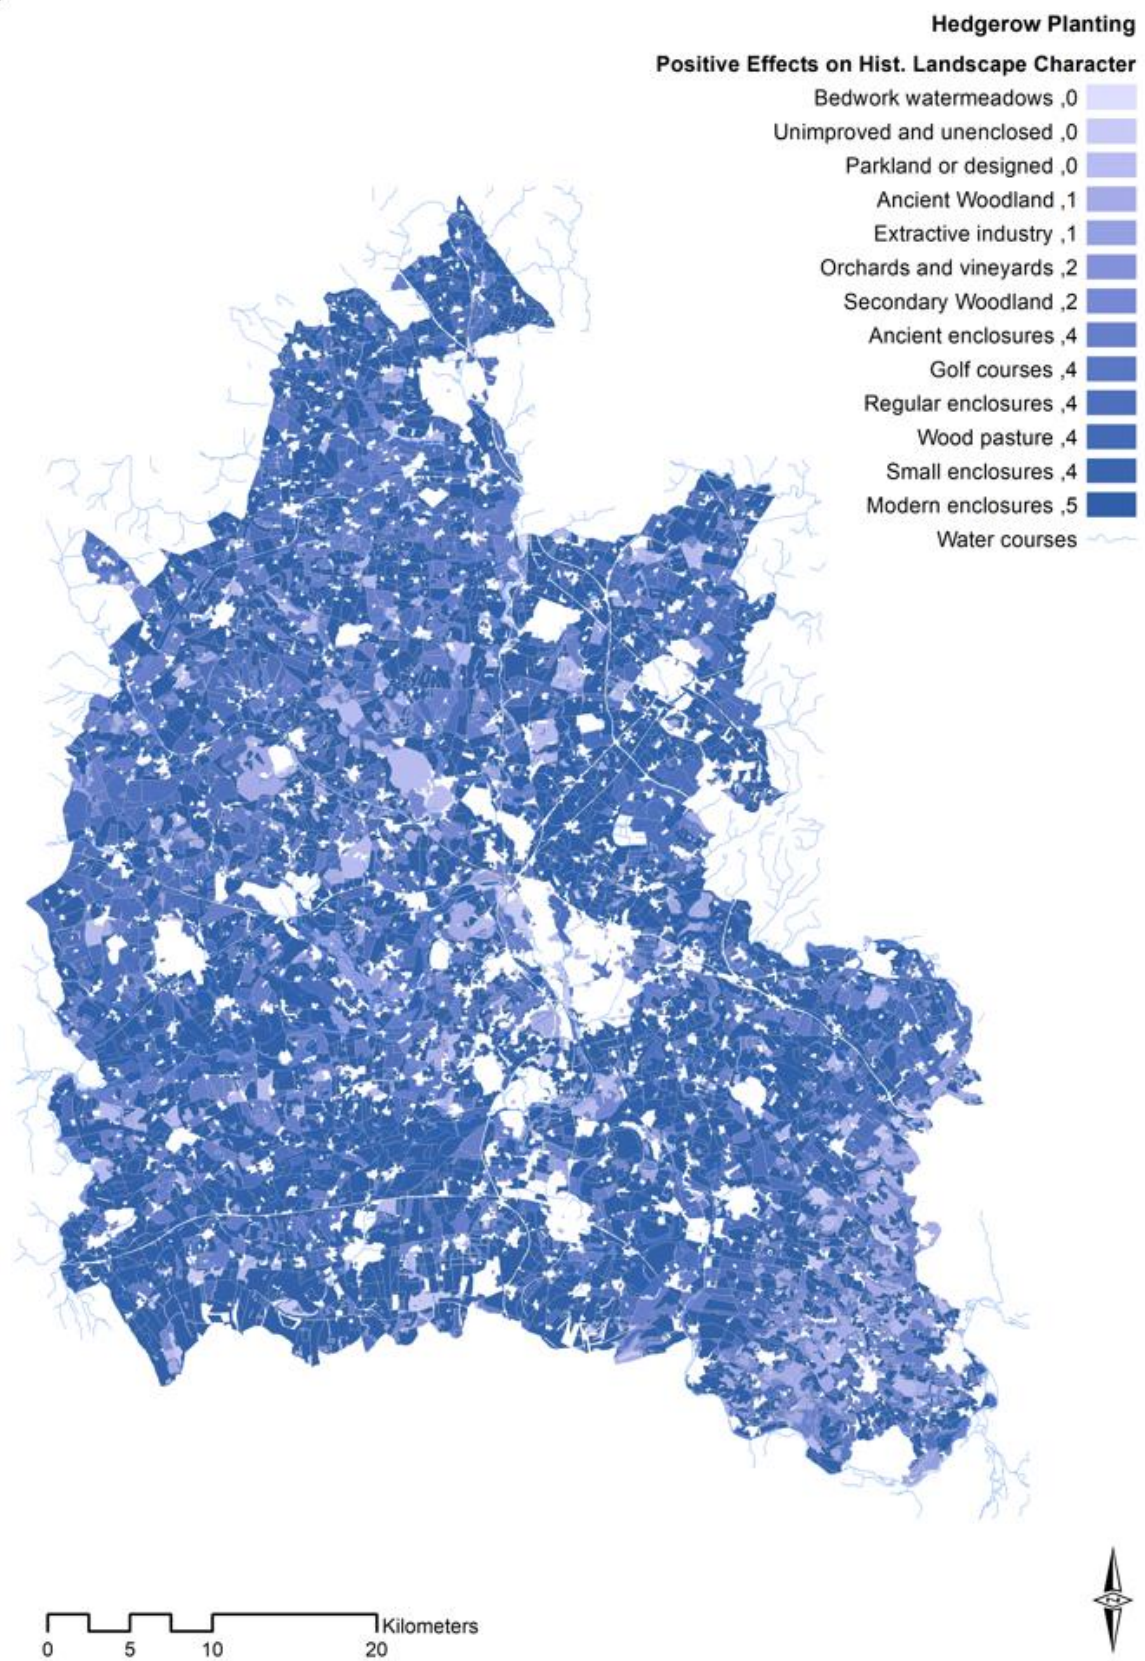 Hedgerow Planting
Positive Effects on Hist. Landscape Character
Bedwork watermeadows ,0
Unimproved and unenclosed ,0
Parkland or designed ,0
Ancient Woodland ,1
Extractive industry ,1
Orchards and vineyards ,2
Secondary Woodland ,2
Ancient enclosures ,4
Golf courses ,4
Regular enclosures ,4
Wood pasture ,4
Small enclosures ,4
Modern enclosures ,5
Water courses
Kilometers
0 5 10 20
N